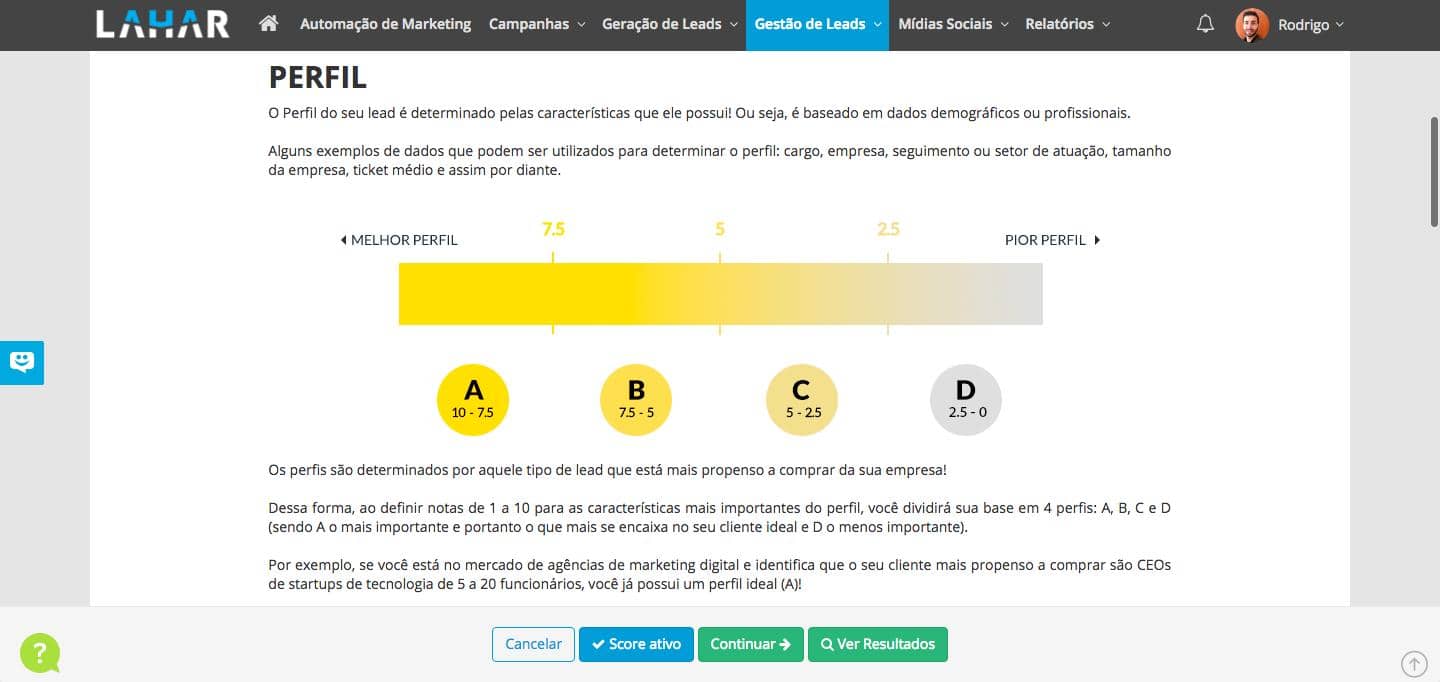 LAHAR Automação de Marketing Campanhas Geração de Leads Gestão de Leads Mídias Sociais Relatórios Rodrigo
PERFIL
O Perfil do seu lead é determinado pelas características que ele possui! Ou seja, é baseado em dados demográficos ou profissionais.
Alguns exemplos de dados que podem ser utilizados para determinar o perfil: cargo, empresa, seguimento ou setor de atuação, tamanho
da empresa, ticket médio e assim por diante.
7.5 5 2.5
MELHOR PERFIL PIOR PERFIL
A B C D
10 - 7.5 7.5 - 5 5 - 2.5 2.5 - 0
Os perfis são determinados por aquele tipo de lead que está mais propenso a comprar da sua empresa!
Dessa forma, ao definir notas de 1 a 10 para as características mais importantes do perfil, você dividirá sua base em 4 perfis: A, B, C e D
(sendo A o mais importante e portanto o que mais se encaixa no seu cliente ideal e D o menos importante).
Por exemplo, se você está no mercado de agências de marketing digital e identifica que o seu cliente mais propenso a comprar são CEOs
de startups de tecnologia de 5 a 20 funcionários, você já possui um perfil ideal (A)!
? Cancelar Score ativo Continuar Ver Resultados